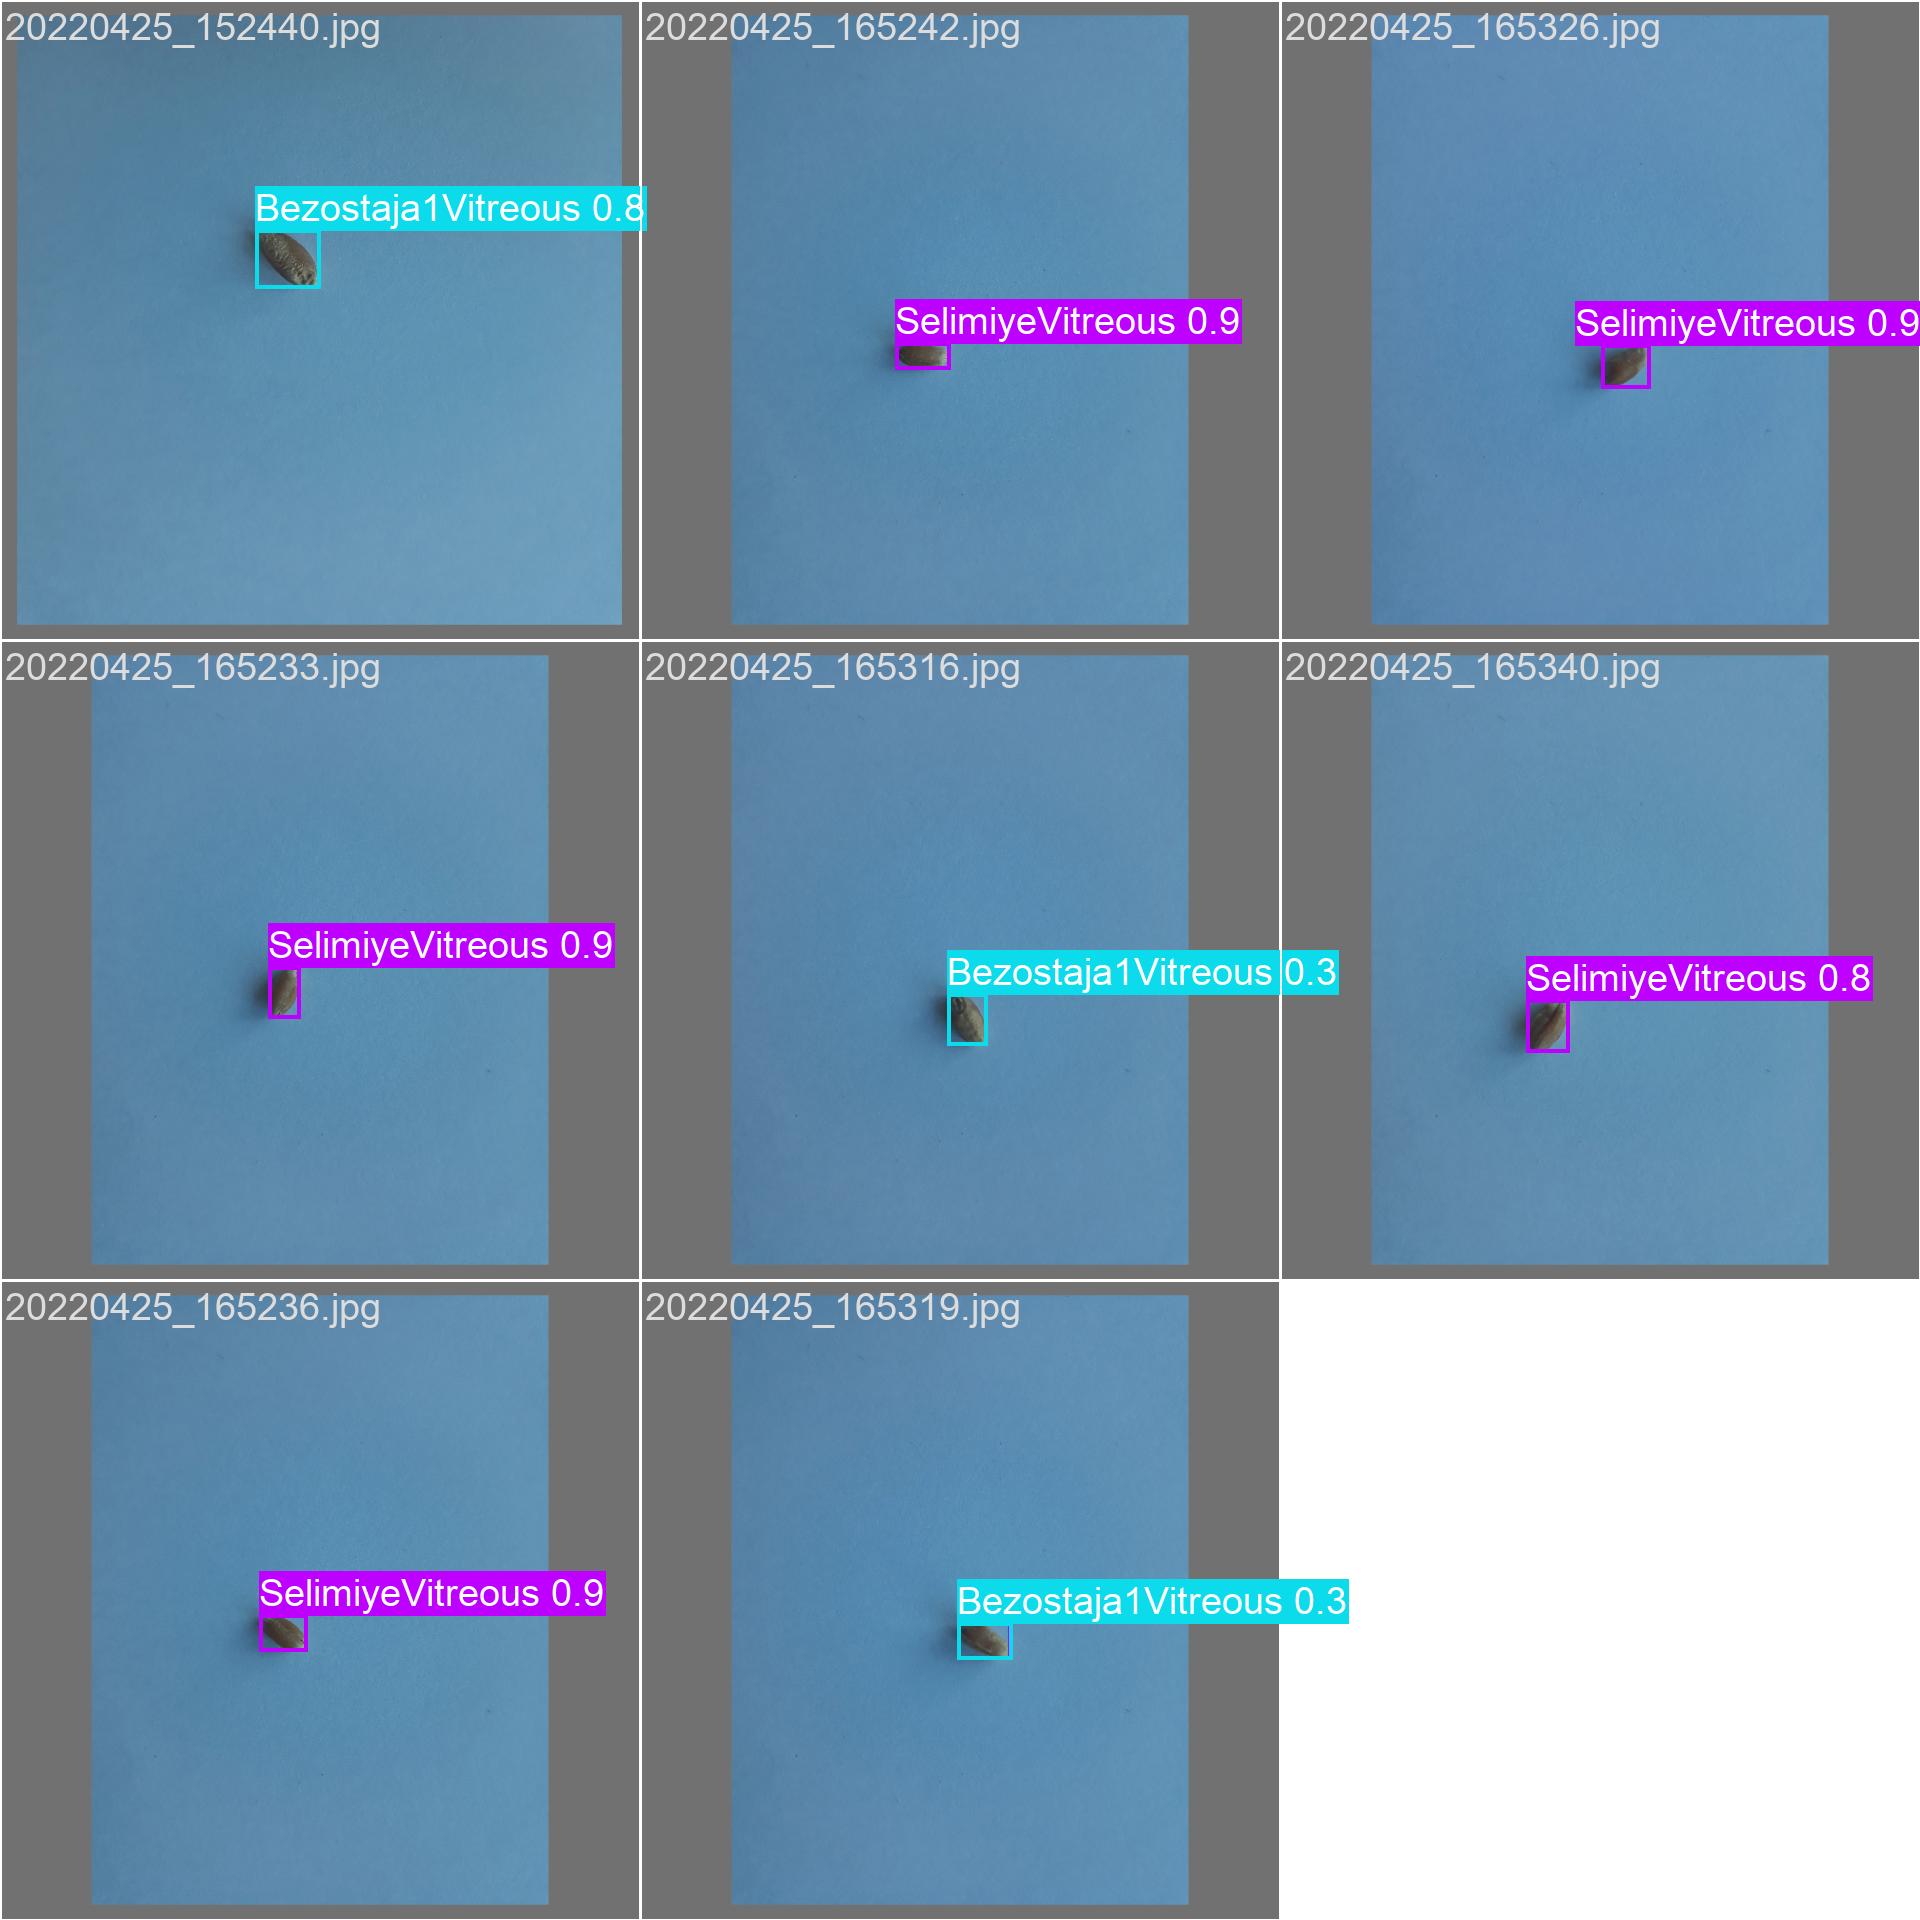 20220425_152440.jpg
20220425_165242.jpg
20220425_165326.jpg
Bezostaja1Vitreous 0.8
SelimiyeVitreous 0.9
SelimiyeVitreous 0.9
20220425_165233.jpg
20220425_165316.jpg
20220425_165340.jpg
SelimiyeVitreous 0.9
Bezostaja1Vitreous 0.3
SelimiyeVitreous 0.8
20220425_165236.jpg
20220425_165319.jpg
SelimiyeVitreous 0.9
Bezostaja1Vitreous 0.3